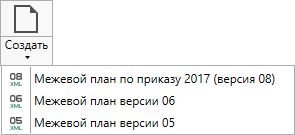 Создать
08 XML Межевой план по приказу 2017 (версия 08)
06 XML Межевой план версии 06
05 XML Межевой план версии 05